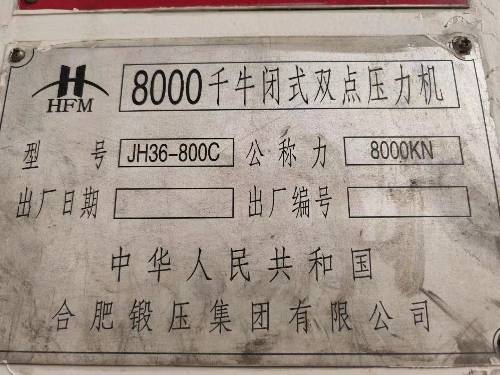 HFM
8000千牛闭式双点压力机
型 号 JH36-800C 公称力 8000KN
出厂日期 出厂编号
中华人民共和国
合肥锻压集团有限公司